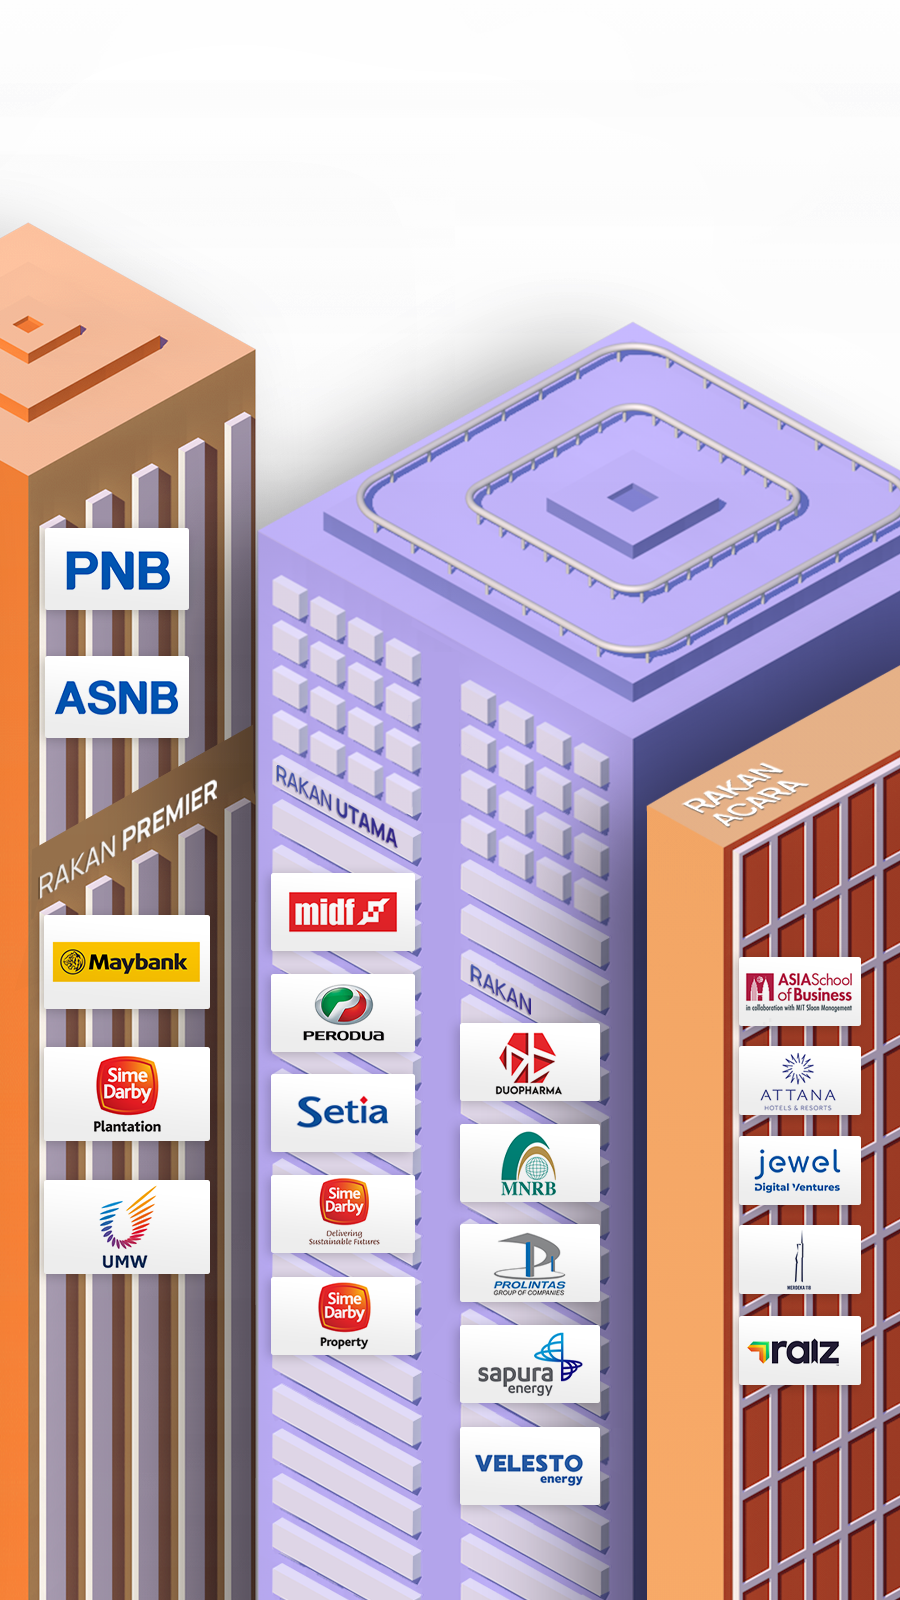 PNB
ASNB
RAKAN PREMIER
Maybank
Sime
Darby
Plantation
UMW
RAKAN UTAMA
midf
PERODUA
Setia
Sime
Darby
Delivering
Sustainable Futures
Sime
Darby
Property
RAKAN
DUOPHARMA
MNRB
PROLINTAS
GROUP OF COMPANIES
sapura
energy
VELESTO
energy
RAKAN
ACARA
ASIA School
of Business
in collaboration with MIT Sloan Management
ATTANA
HOTELS & RESORTS
jewel
Digital Ventures
MERDEKA 118
raiz